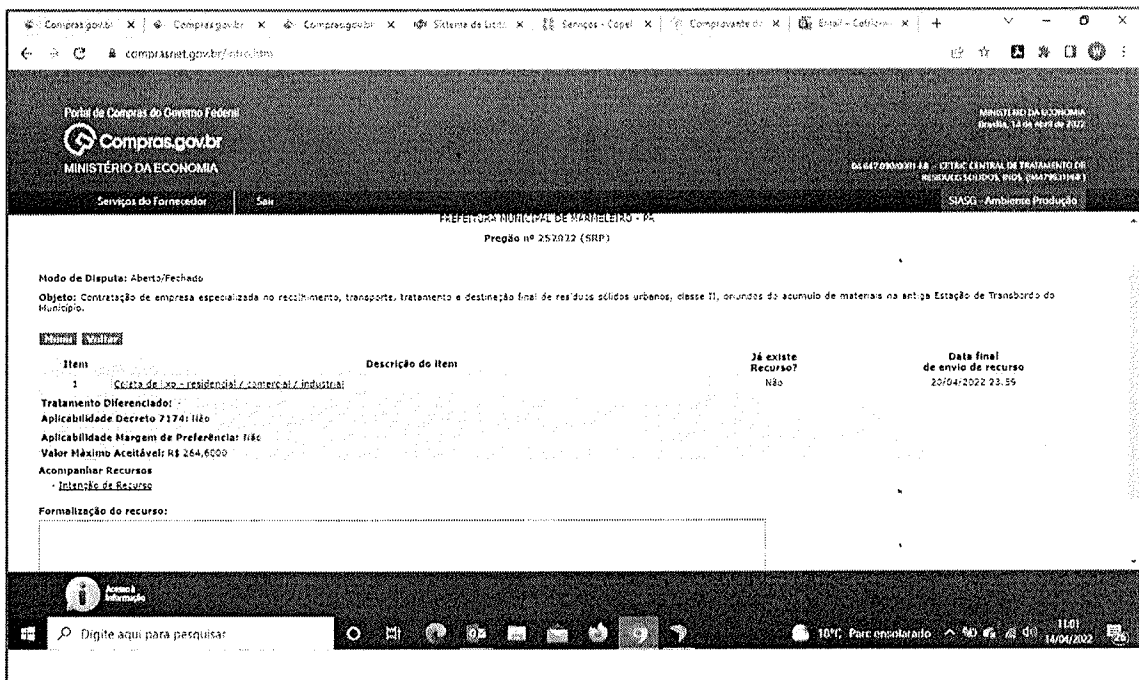 Compras.gov.br
Compras.gov.br
Compras.gov.br
Serviços - Copel
Comprovante de
comprasnet.gov.br/intro.htm
Portal de Compras do Governo Federal
Compras.gov.br
MINISTÉRIO DA ECONOMIA
MINISTÉRIO DA ECONOMIA
Brasília, 14 de Abril de 2022
CETRIC CENTRAL DE TRATAMENTO DE
RESIDUOS SOLIDOS, INDS.
Serviços do Fornecedor
Sair
SIASG - Ambiente Produção
PREFEITURA MUNICIPAL DE MARMELEIRO - PR
Pregão nº 252022 (SRP)
Modo de Disputa: Aberto/Fechado
Objeto: Contratação de empresa especializada no recolhimento, transporte, tratamento e destinação final de resíduos sólidos urbanos, classe II, oriundos do acumulo de materiais na antiga Estação de Transbordo do
Município.
Menu Voltar
Item Descrição do item Já existe Recurso? Data final de envio de recurso
1 Coleta de lixo - residencial / comercial / industrial Não 20/04/2022 23:59
Tratamento Diferenciado: -
Aplicabilidade Decreto 7174: Não
Aplicabilidade Margem de Preferência: Não
Valor Máximo Aceitável: R$ 264,6000
Acompanhar Recursos
- Intenção de Recurso
Formalização do recurso:
Acesso à
Informação
Digite aqui para pesquisar
10°C Parc ensolarado
11:01
14/04/2022